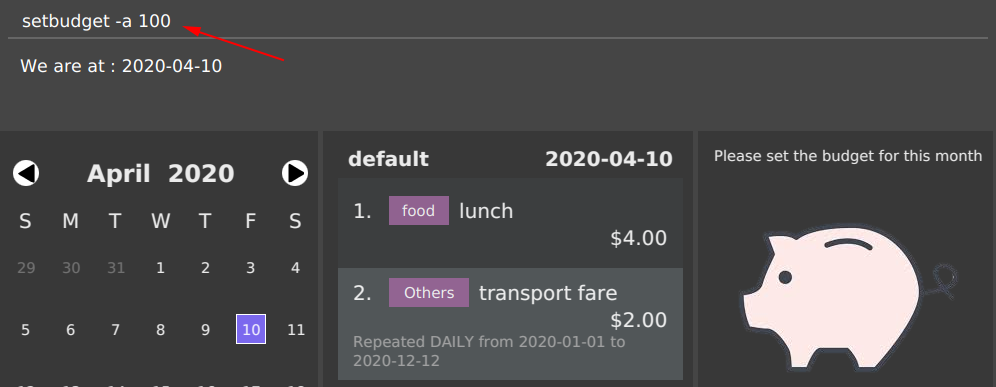 setbudget -a 100
We are at : 2020-04-10
April 2020
S M T W T F S
29 30 31 1 2 3 4
5 6 7 8 9 10 11
default 2020-04-10
1. food lunch
$4.00
2. Others transport fare
$2.00
Repeated DAILY from 2020-01-01 to
2020-12-12
Please set the budget for this month